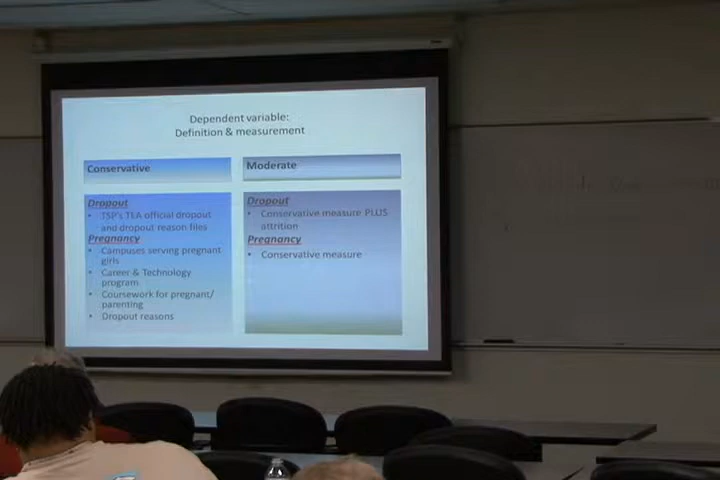 Dependent variable:
Definition & measurement
Conservative
Moderate
Dropout
• TSP's TEA official dropout
and dropout reason files
Pregnancy
• Campuses serving pregnant
girls
• Career & Technology
program
• Coursework for pregnant/
parenting
• Dropout reasons
Dropout
• Conservative measure PLUS
attrition
Pregnancy
• Conservative measure